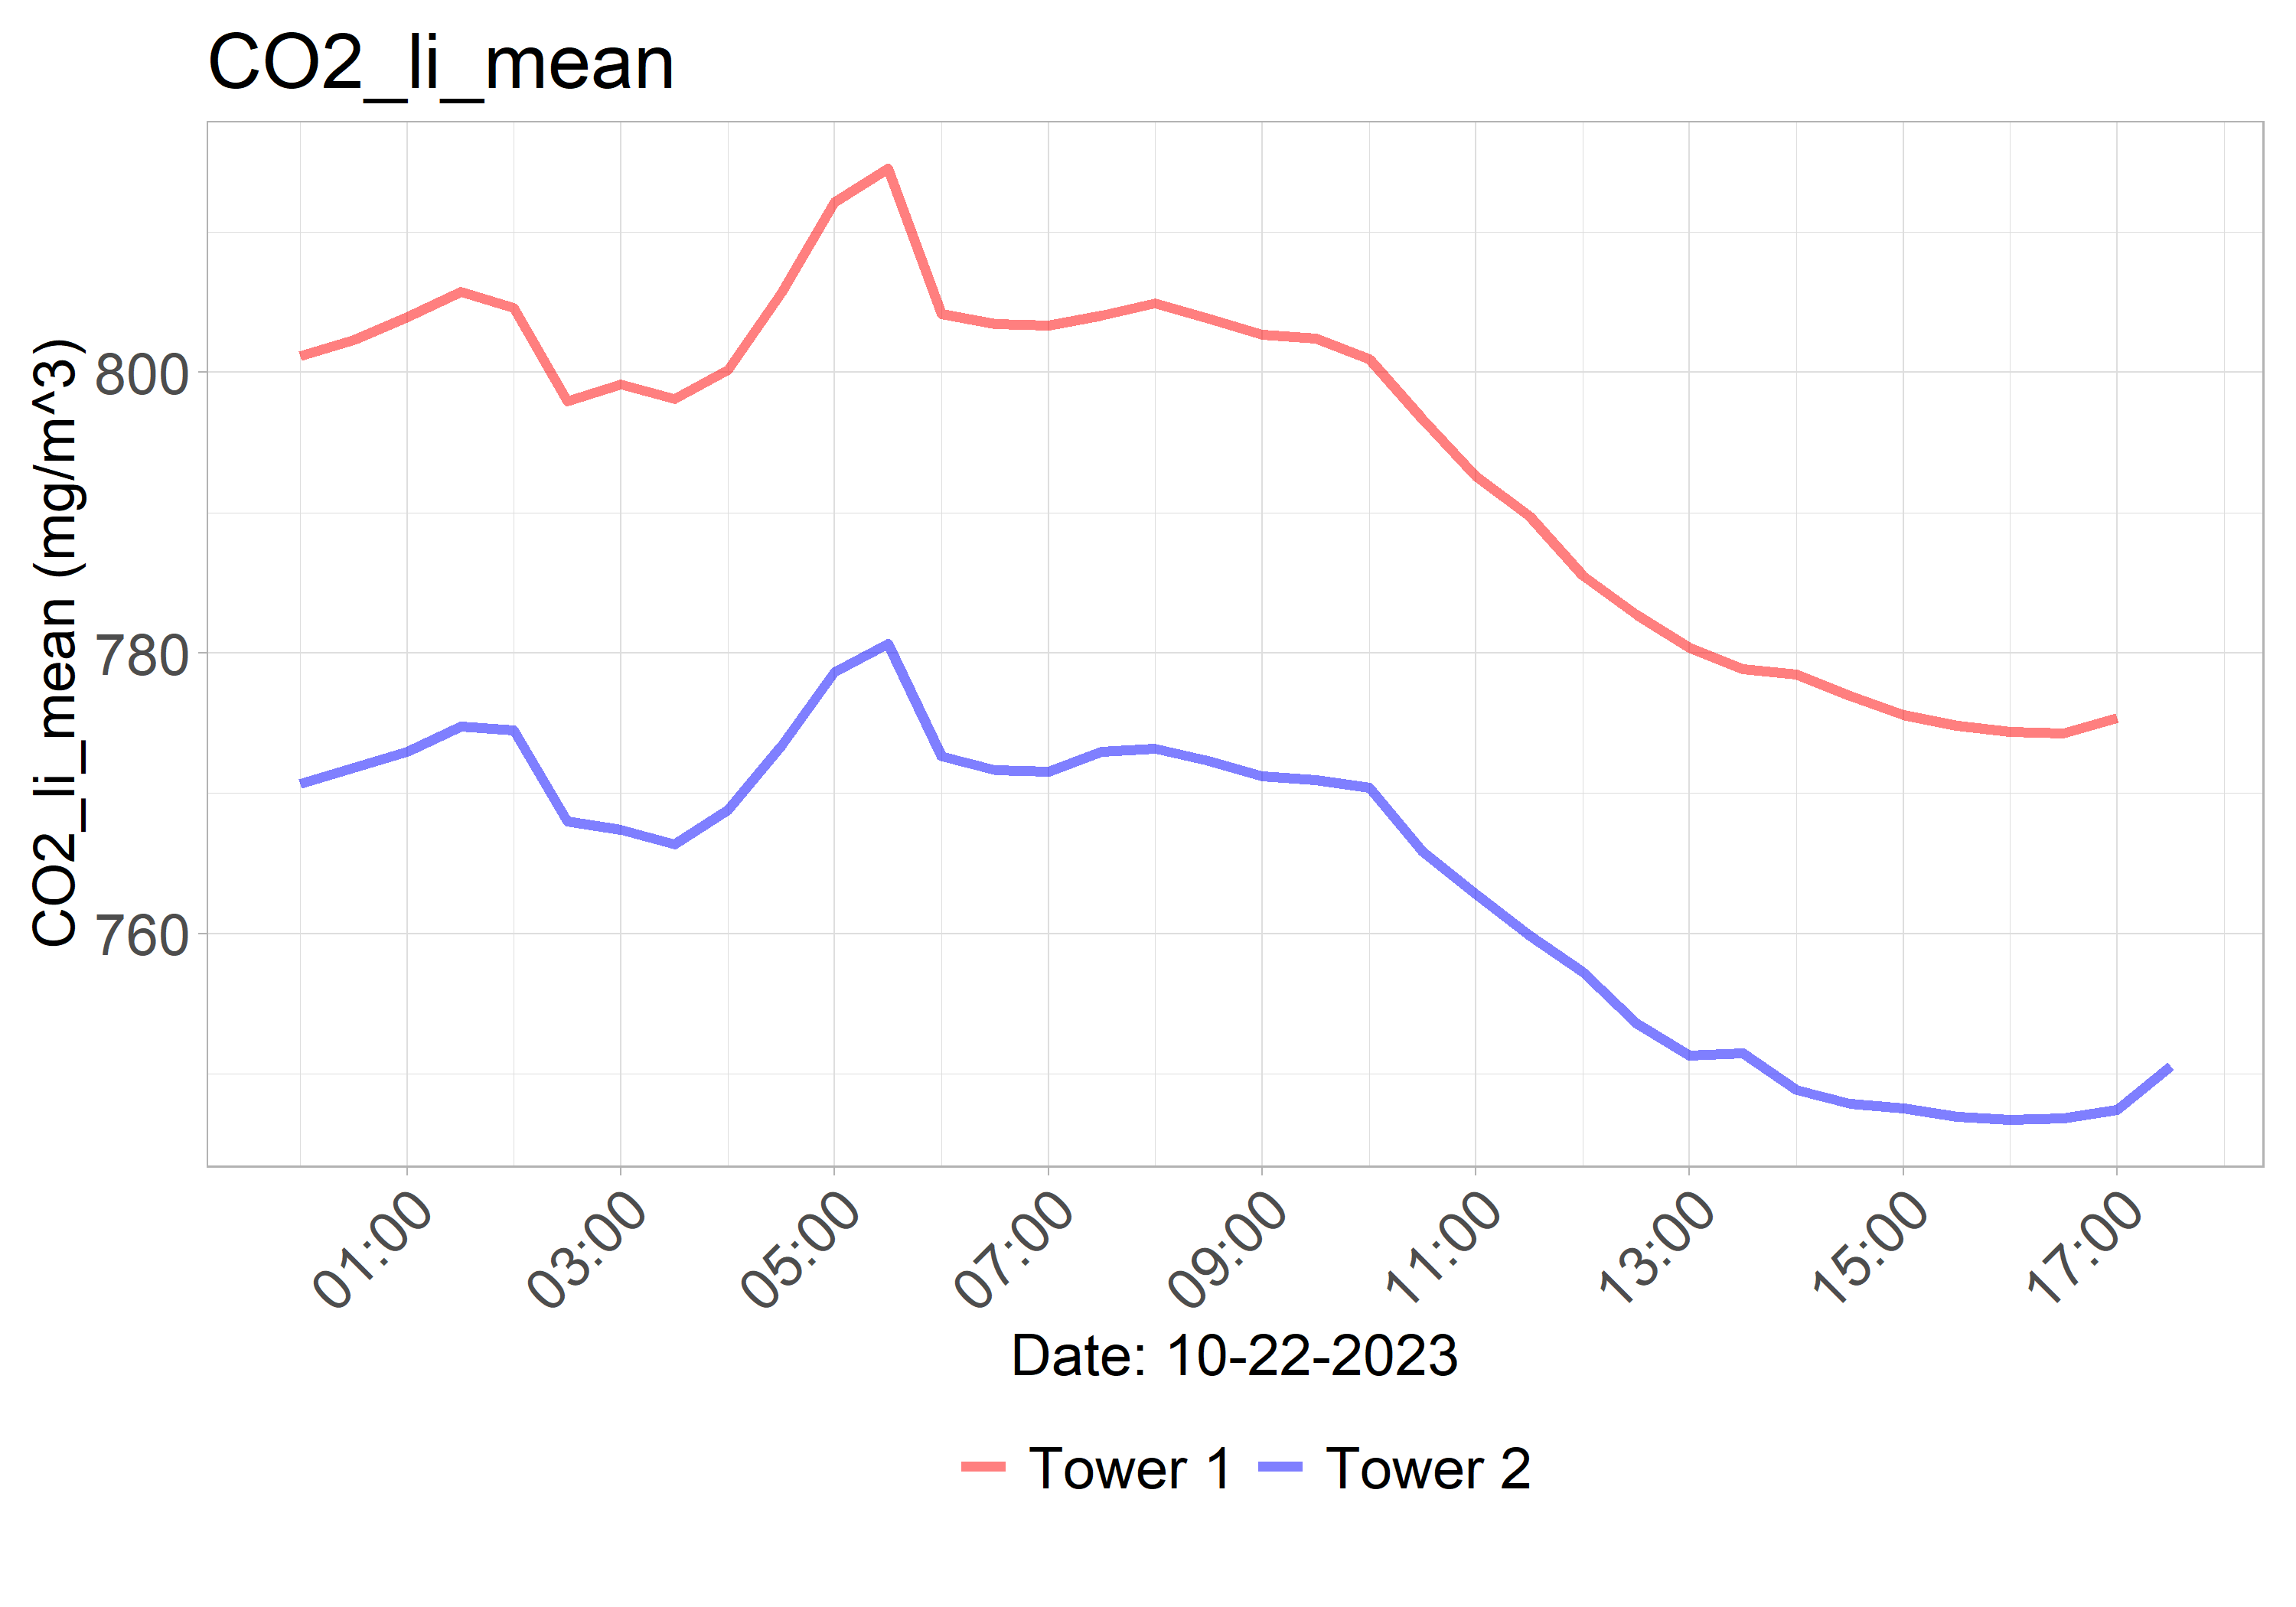 CO2_li_mean
CO2_li_mean (mg/m^3)
800
780
760
01:00
03:00
05:00
07:00
09:00
11:00
13:00
15:00
17:00
Date: 10-22-2023
Tower 1
Tower 2